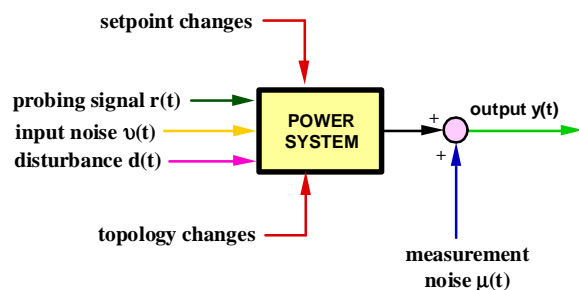 setpoint changes
probing signal r(t)
input noise υ(t)
disturbance d(t)
POWER
SYSTEM
+
+
output y(t)
topology changes
measurement
noise μ(t)